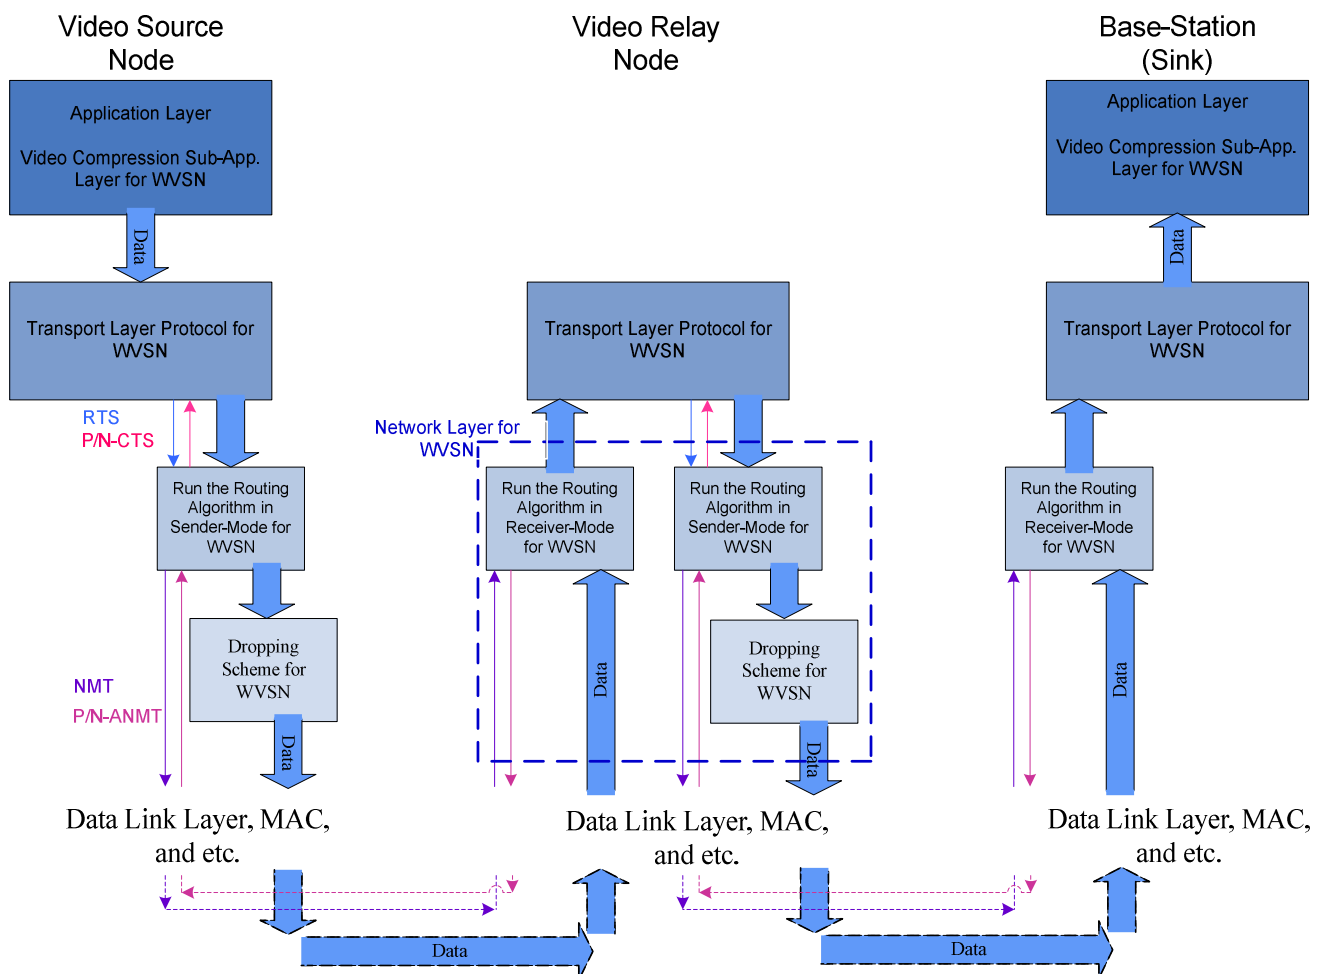 Video Source
Node
Video Relay
Node
Base-Station
(Sink)
Application Layer
Video Compression Sub-App.
Layer for WVSN
Application Layer
Video Compression Sub-App.
Layer for WVSN
Data
Data
Transport Layer Protocol for
WVSN
Transport Layer Protocol for
WVSN
Transport Layer Protocol for
WVSN
RTS
P/N-CTS
Network Layer for
WVSN
Run the Routing
Algorithm in
Sender-Mode for
WVSN
Run the Routing
Algorithm in
Receiver-Mode
for WVSN
Run the Routing
Algorithm in
Sender-Mode for
WVSN
Run the Routing
Algorithm in
Receiver-Mode
for WVSN
Dropping
Scheme for
WVSN
Dropping
Scheme for
WVSN
NMT
P/N-ANMT
Data
Data
Data
Data
Data Link Layer, MAC,
and etc.
Data Link Layer, MAC,
and etc.
Data Link Layer, MAC,
and etc.
Data
Data